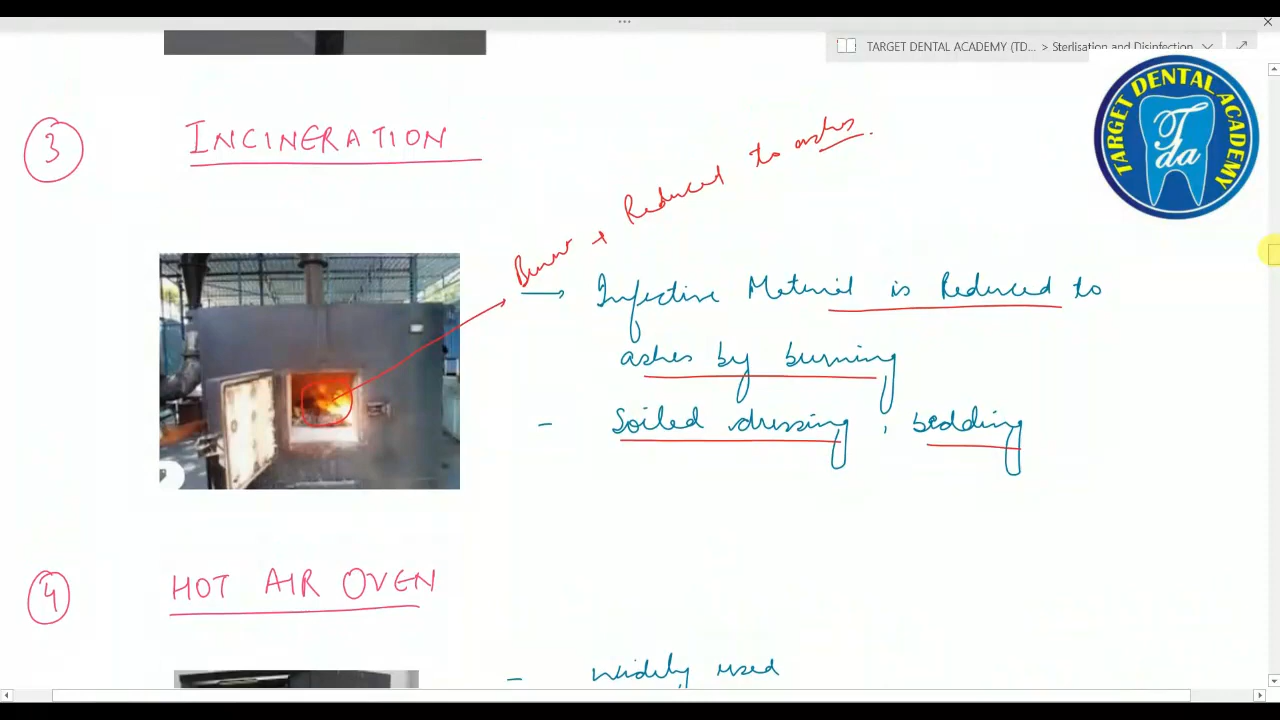 TARGET DENTAL ACADEMY (TD... > Sterlisation and Disinfection
TARGET DENTAL ACADEMY
Tda
3 INCINERATION
Burnt + Reduced to ashes.
→ Infective Material is Reduced to
ashes by burning
- Soiled dressing, bedding
4 HOT AIR OVEN
- Widely used